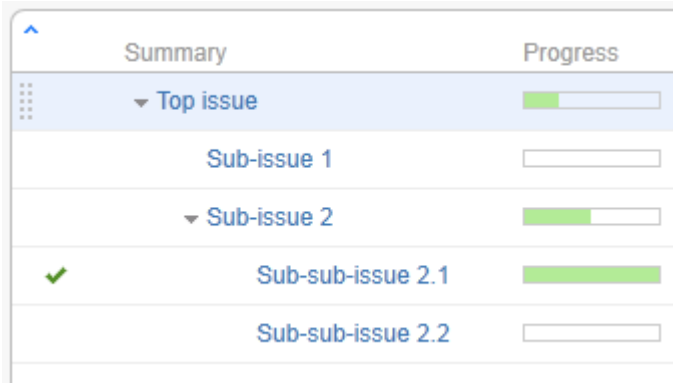 Summary Progress
Top issue
Sub-issue 1
Sub-issue 2
Sub-sub-issue 2.1
Sub-sub-issue 2.2